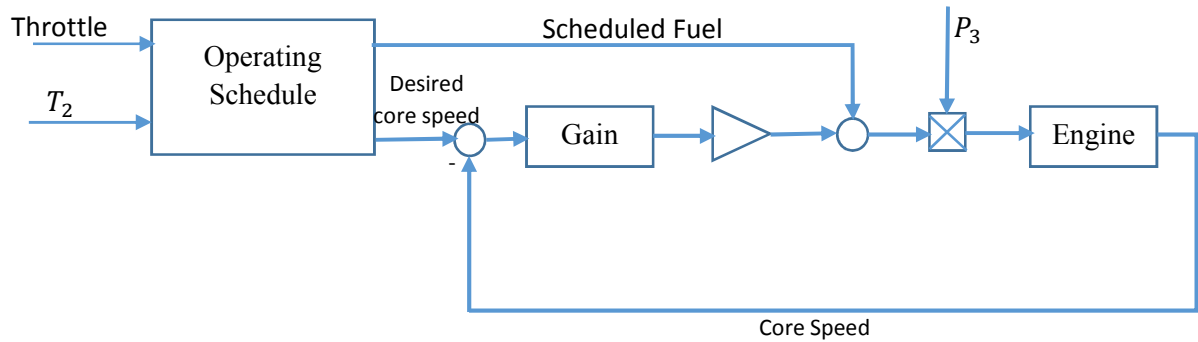 Throttle
T₂
Operating
Schedule
Scheduled Fuel
Desired
core speed
-
Gain
P₃
Engine
Core Speed